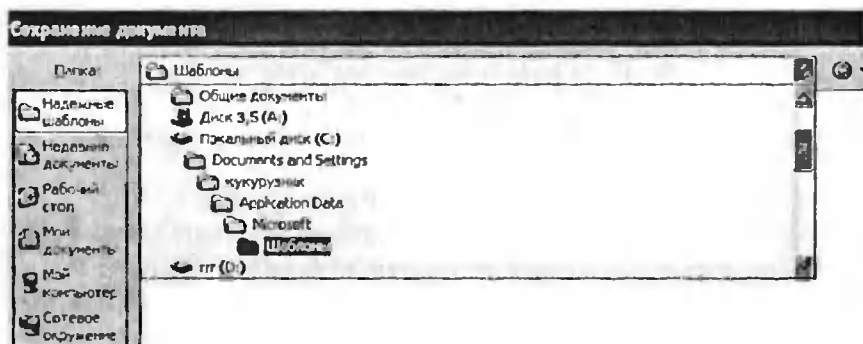 Сохранение документа
Папка:
Шаблоны
Надежные
шаблоны
Недавние
документы
Рабочий
стол
Мои
документы
Мой
компьютер
Сетевое
окружение
Общие документы
Диск 3,5 (A:)
Локальный диск (C:)
Documents and Settings
кукурузник
Application Data
Microsoft
Шаблоны
rrr (D:)